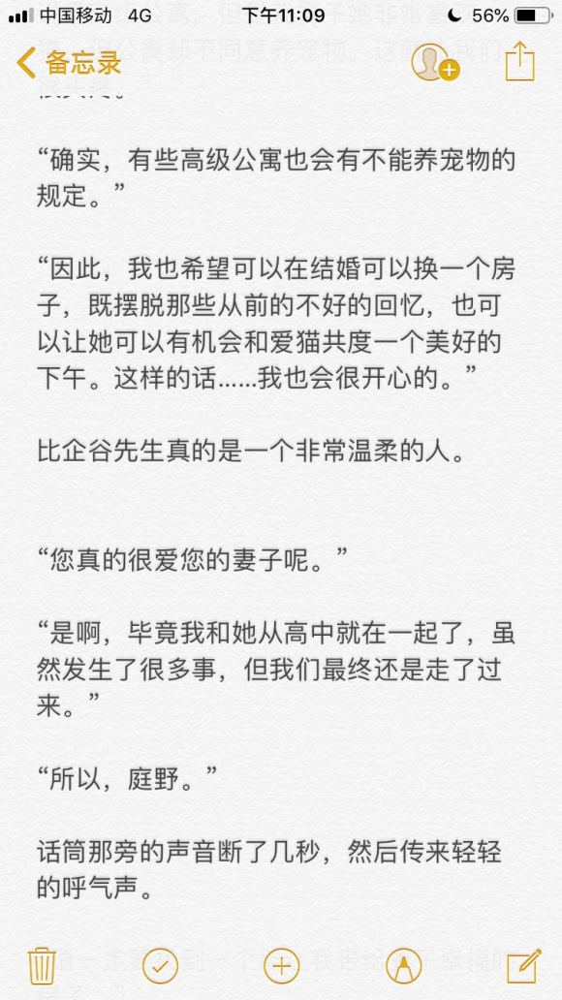 中国移动 4G 下午11:09 56%
备忘录
“确实，有些高级公寓也会有不能养宠物的
规定。”
“因此，我也希望可以在结婚可以换一个房
子，既摆脱那些从前的不好的回忆，也可
以让她可以有机会和爱猫共度一个美好的
下午。这样的话......我也会很开心的。”
比企谷先生真的是一个非常温柔的人。
“您真的很爱您的妻子呢。”
“是啊，毕竟我和她从高中就在一起了，虽
然发生了很多事，但我们最终还是走了过
来。”
“所以，庭野。”
话筒那旁的声音断了几秒，然后传来轻轻
的呼气声。